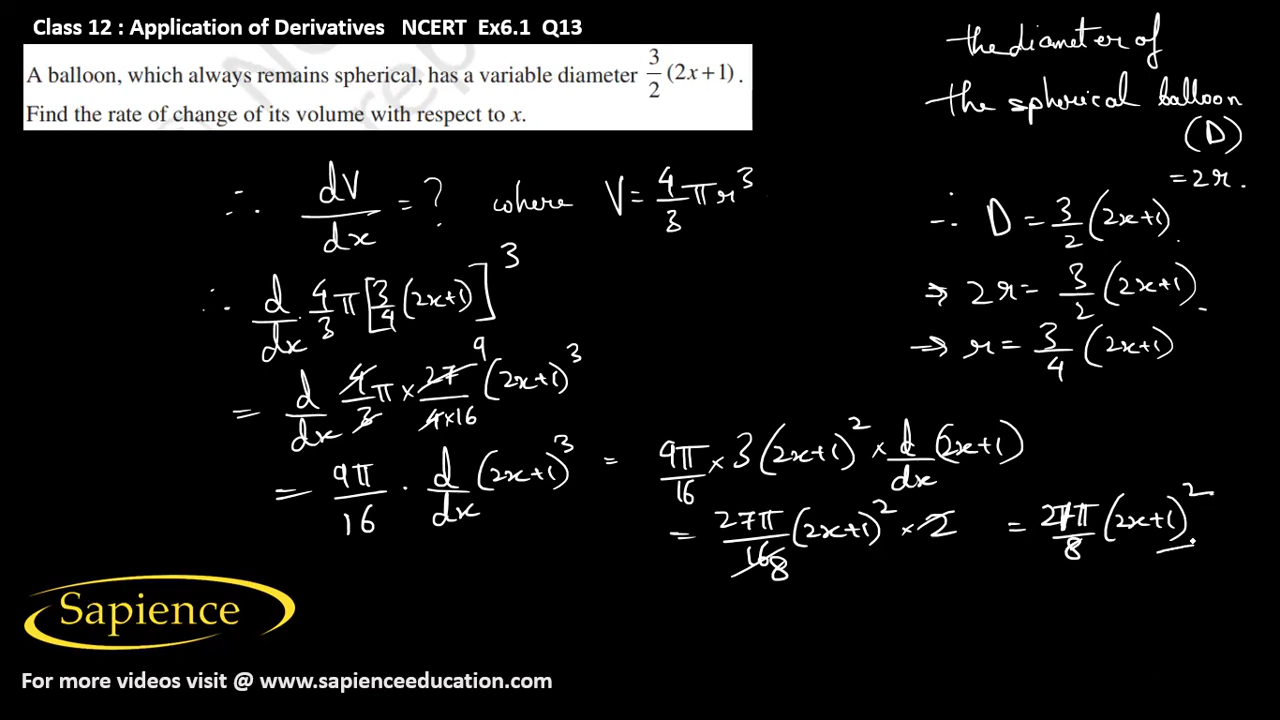 Class 12 : Application of Derivatives NCERT Ex6.1 Q13
A balloon, which always remains spherical, has a variable diameter 3/2 (2x+1).
Find the rate of change of its volume with respect to x.
the diameter of
the spherical balloon
(D)
= 2r.
∴ D = 3/2 (2x+1).
⇒ 2r = 3/2 (2x+1).
⇒ r = 3/4 (2x+1)
∴ dV/dx = ? where V = 4/3 πr³
∴ d/dx · 4/3 π [3/4 (2x+1)]³
= d/dx 4/3 π × 27/4×16 (2x+1)³ 9
= 9π/16 · d/dx (2x+1)³ = 9π/16 × 3(2x+1)² × d/dx (2x+1)
= 27π/16 8 (2x+1)² × 2 = 27π/8 (2x+1)².
Sapience
For more videos visit @ www.sapienceeducation.com